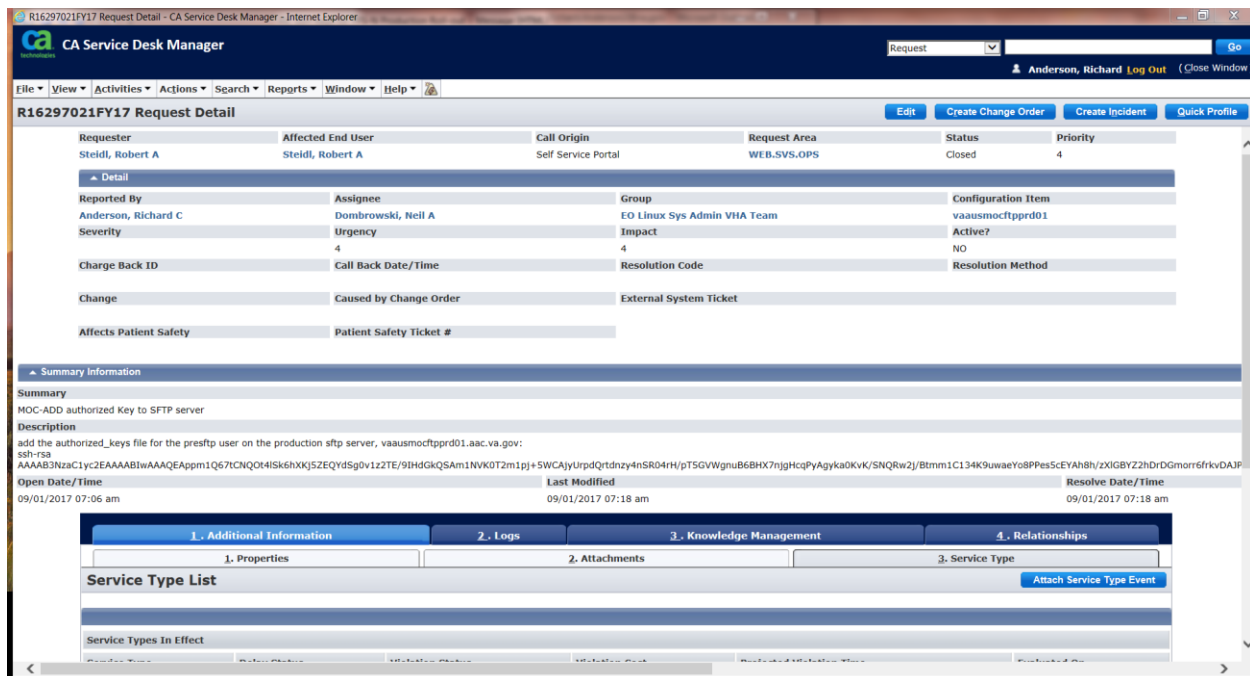 R16297021FY17 Request Detail - CA Service Desk Manager - Internet Explorer
ca technologies CA Service Desk Manager
Request Go
Anderson, Richard Log Out (Close Window
File View Activities Actions Search Reports Window Help
R16297021FY17 Request Detail Edit Create Change Order Create Incident Quick Profile
Requester Affected End User Call Origin Request Area Status Priority
Steidl, Robert A Steidl, Robert A Self Service Portal WEB.SVS.OPS Closed 4
Detail
Reported By Assignee Group Configuration Item
Anderson, Richard C Dombrowski, Neil A EO Linux Sys Admin VHA Team vaausmocftpprd01
Severity Urgency Impact Active?
4 4 NO
Charge Back ID Call Back Date/Time Resolution Code Resolution Method
Change Caused by Change Order External System Ticket
Affects Patient Safety Patient Safety Ticket #
Summary Information
Summary
MOC-ADD authorized Key to SFTP server
Description
add the authorized_keys file for the presftp user on the production sftp server, vaausmocftpprd01.aac.va.gov:
ssh-rsa
Open Date/Time Last Modified Resolve Date/Time
09/01/2017 07:06 am 09/01/2017 07:18 am 09/01/2017 07:18 am
1. Additional Information 2. Logs 3. Knowledge Management 4. Relationships
1. Properties 2. Attachments 3. Service Type
Service Type List Attach Service Type Event
Service Types In Effect